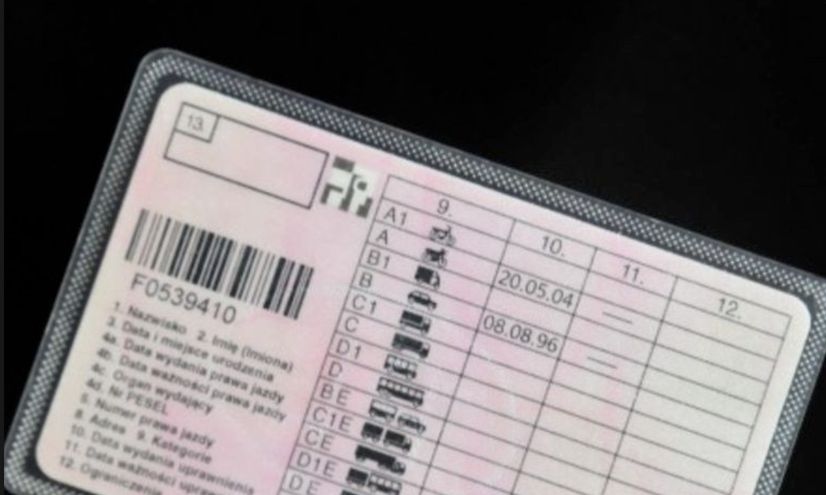 13.
F0539410
1. Nazwisko 2. Imię (Imiona)
3. Data i miejsce urodzenia
4a. Data wydania prawa jazdy
4b. Data ważności prawa jazdy
4c. Organ wydający
4d. Nr PESEL
5. Numer prawa jazdy
8. Adres 9. Kategorie
10. Data wydania uprawnienia
11. Data ważności upraw
12. Ograniczenie
9. 10. 11. 12.
A1
A 20.05.04 —
B1
B 08.08.96 —
C1
C
D1
D
BE
C1E
CE
D1E
DE